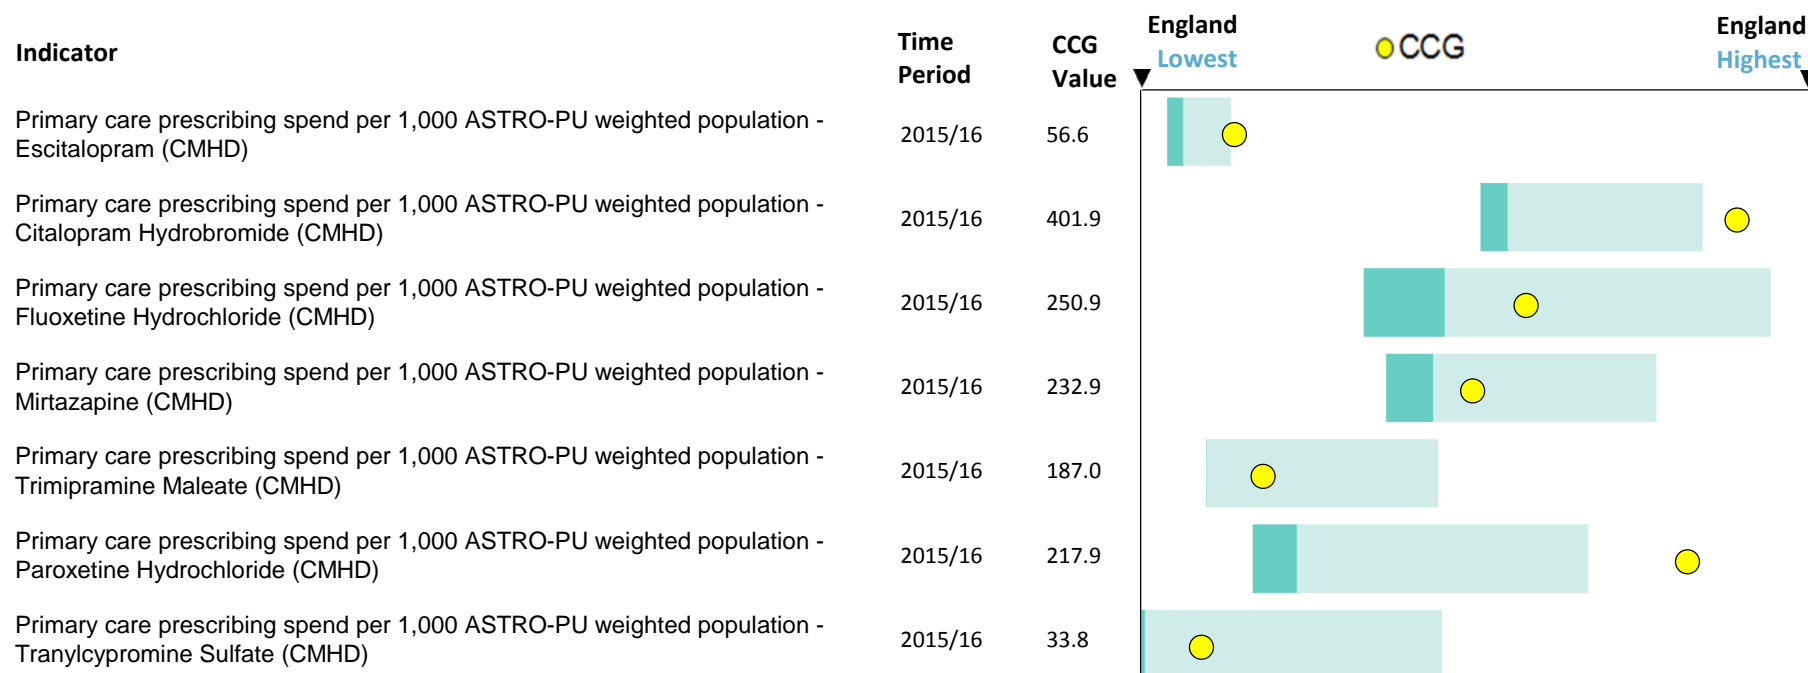 Indicator
Time
Period
CCG
Value
England
Lowest
CCG
England
Highest
Primary care prescribing spend per 1,000 ASTRO-PU weighted population -
Escitalopram (CMHD)
2015/16
56.6
Primary care prescribing spend per 1,000 ASTRO-PU weighted population -
Citalopram Hydrobromide (CMHD)
2015/16
401.9
Primary care prescribing spend per 1,000 ASTRO-PU weighted population -
Fluoxetine Hydrochloride (CMHD)
2015/16
250.9
Primary care prescribing spend per 1,000 ASTRO-PU weighted population -
Mirtazapine (CMHD)
2015/16
232.9
Primary care prescribing spend per 1,000 ASTRO-PU weighted population -
Trimipramine Maleate (CMHD)
2015/16
187.0
Primary care prescribing spend per 1,000 ASTRO-PU weighted population -
Paroxetine Hydrochloride (CMHD)
2015/16
217.9
Primary care prescribing spend per 1,000 ASTRO-PU weighted population -
Tranylcypromine Sulfate (CMHD)
2015/16
33.8